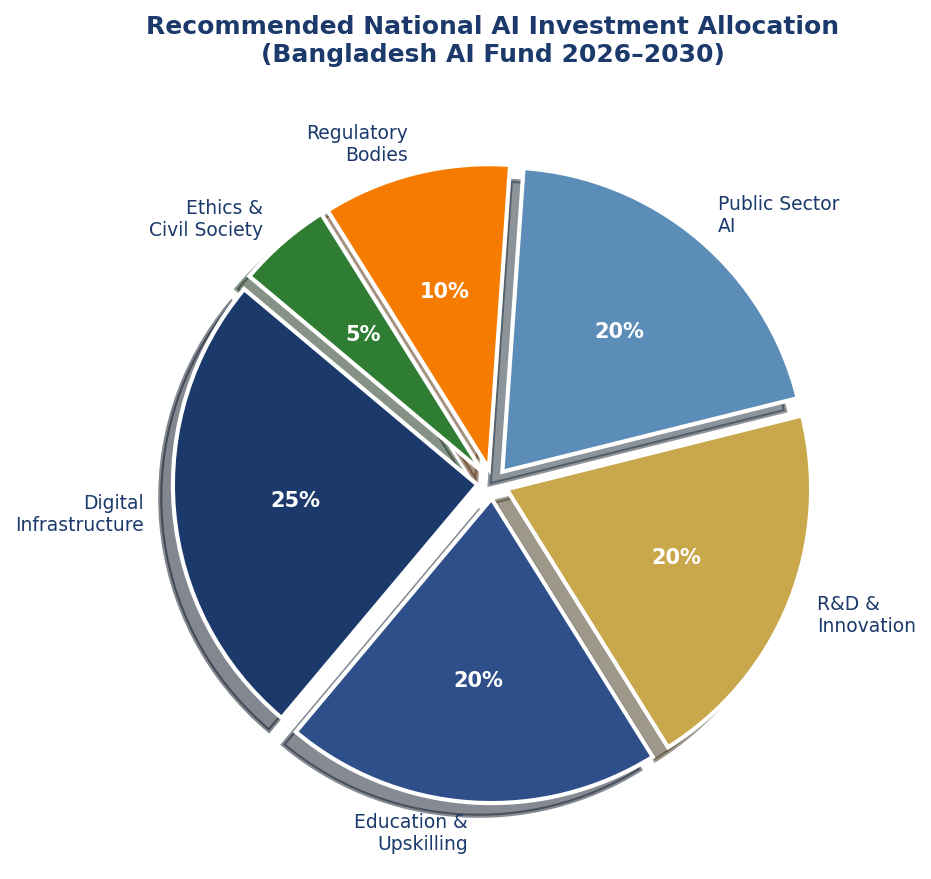 Recommended National AI Investment Allocation
(Bangladesh AI Fund 2026–2030)
Regulatory
Bodies
Public Sector
AI
Ethics &
Civil Society
10%
20%
5%
Digital
Infrastructure
25%
20%
R&D &
Innovation
20%
Education &
Upskilling